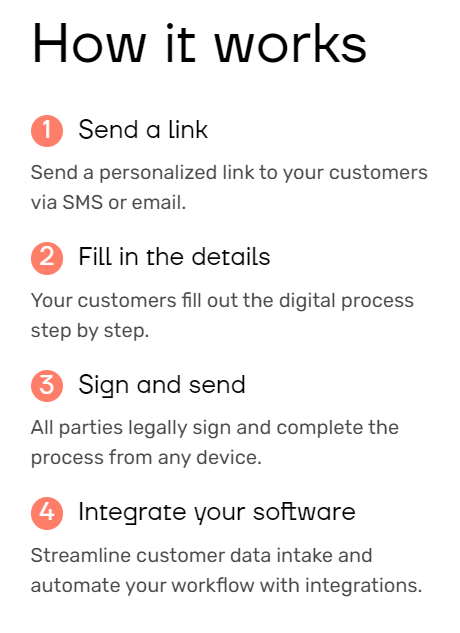 How it works
1 Send a link
Send a personalized link to your customers
via SMS or email.
2 Fill in the details
Your customers fill out the digital process
step by step.
3 Sign and send
All parties legally sign and complete the
process from any device.
4 Integrate your software
Streamline customer data intake and
automate your workflow with integrations.